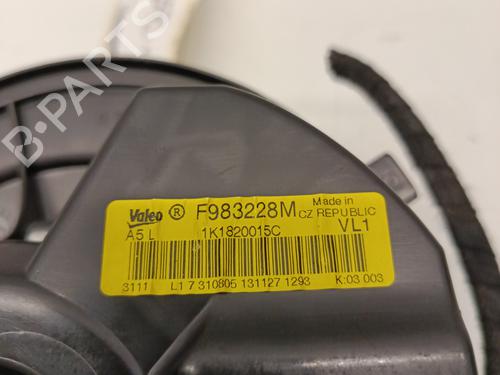 B-PARTS
Valeo ® F983228M Made in
CZ REPUBLIC
A5 L 1K1820015C VL1
3111 L1 7 310805 131127 1293 K:03 003